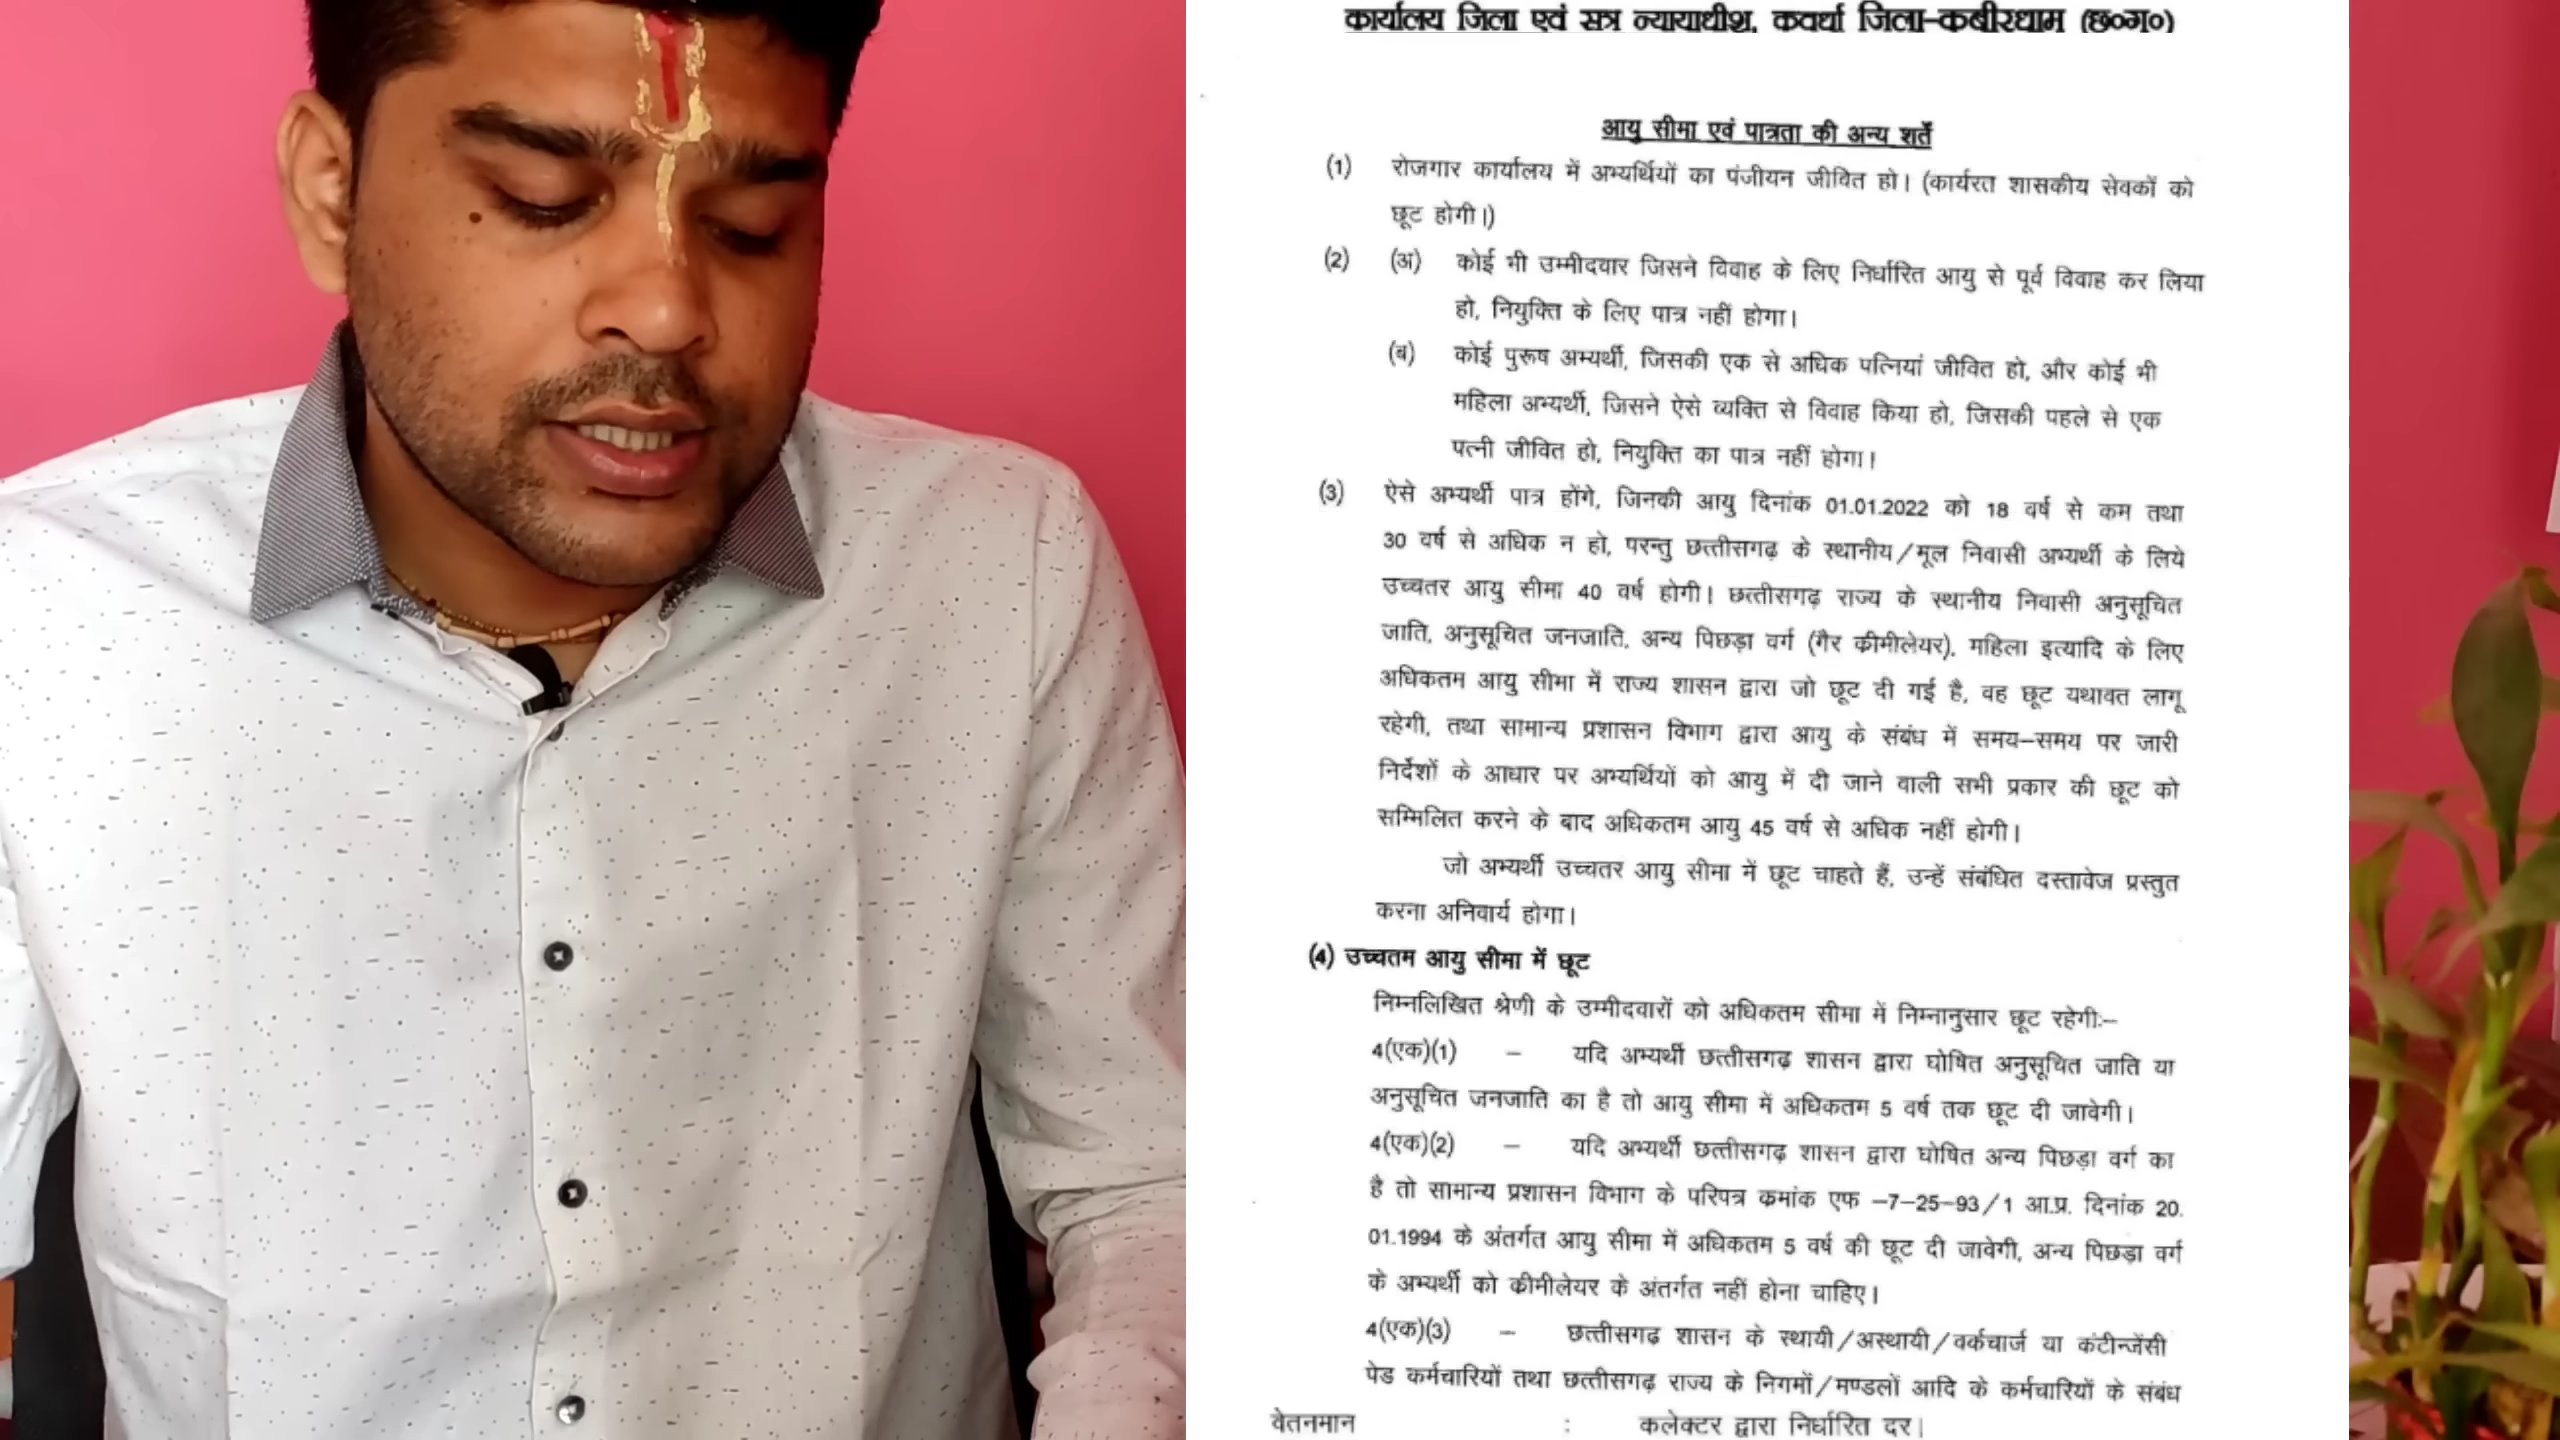 कार्यालय जिला एवं सत्र न्यायाधीश, कवर्धा जिला–कबीरधाम (छ०ग०)
आयु सीमा एवं पात्रता की अन्य शर्तें
(1) रोजगार कार्यालय में अभ्यर्थियों का पंजीयन जीवित हो। (कार्यरत शासकीय सेवकों को
छूट होगी।)
(2) (अ) कोई भी उम्मीदवार जिसने विवाह के लिए निर्धारित आयु से पूर्व विवाह कर लिया
हो, नियुक्ति के लिए पात्र नहीं होगा।
(ब) कोई पुरूष अभ्यर्थी, जिसकी एक से अधिक पत्नियां जीवित हो, और कोई भी
महिला अभ्यर्थी, जिसने ऐसे व्यक्ति से विवाह किया हो, जिसकी पहले से एक
पत्नी जीवित हो, नियुक्ति का पात्र नहीं होगा।
(3) ऐसे अभ्यर्थी पात्र होंगे, जिनकी आयु दिनांक 01.01.2022 को 18 वर्ष से कम तथा
30 वर्ष से अधिक न हो, परन्तु छत्तीसगढ़ के स्थानीय/मूल निवासी अभ्यर्थी के लिये
उच्चतर आयु सीमा 40 वर्ष होगी। छत्तीसगढ़ राज्य के स्थानीय निवासी अनुसूचित
जाति, अनुसूचित जनजाति, अन्य पिछड़ा वर्ग (गैर क्रीमीलेयर), महिला इत्यादि के लिए
अधिकतम आयु सीमा में राज्य शासन द्वारा जो छूट दी गई है, वह छूट यथावत लागू
रहेगी, तथा सामान्य प्रशासन विभाग द्वारा आयु के संबंध में समय–समय पर जारी
निर्देशों के आधार पर अभ्यर्थियों को आयु में दी जाने वाली सभी प्रकार की छूट को
सम्मिलित करने के बाद अधिकतम आयु 45 वर्ष से अधिक नहीं होगी।
जो अभ्यर्थी उच्चतर आयु सीमा में छूट चाहते हैं, उन्हें संबंधित दस्तावेज प्रस्तुत
करना अनिवार्य होगा।
(4) उच्चतम आयु सीमा में छूट
निम्नलिखित श्रेणी के उम्मीदवारों को अधिकतम सीमा में निम्नानुसार छूट रहेगी:–
4(एक)(1) – यदि अभ्यर्थी छत्तीसगढ़ शासन द्वारा घोषित अनुसूचित जाति या
अनुसूचित जनजाति का है तो आयु सीमा में अधिकतम 5 वर्ष तक छूट दी जावेगी।
4(एक)(2) – यदि अभ्यर्थी छत्तीसगढ़ शासन द्वारा घोषित अन्य पिछड़ा वर्ग का
है तो सामान्य प्रशासन विभाग के परिपत्र क्रमांक एफ –7–25–93/1 आ.प्र. दिनांक 20.
01.1994 के अंतर्गत आयु सीमा में अधिकतम 5 वर्ष की छूट दी जावेगी, अन्य पिछड़ा वर्ग
के अभ्यर्थी को क्रीमीलेयर के अंतर्गत नहीं होना चाहिए।
4(एक)(3) – छत्तीसगढ़ शासन के स्थायी/अस्थायी/वर्कचार्ज या कंटीन्जेंसी
पेड कर्मचारियों तथा छत्तीसगढ़ राज्य के निगमों/मण्डलों आदि के कर्मचारियों के संबंध
वेतनमान : कलेक्टर द्वारा निर्धारित दर।